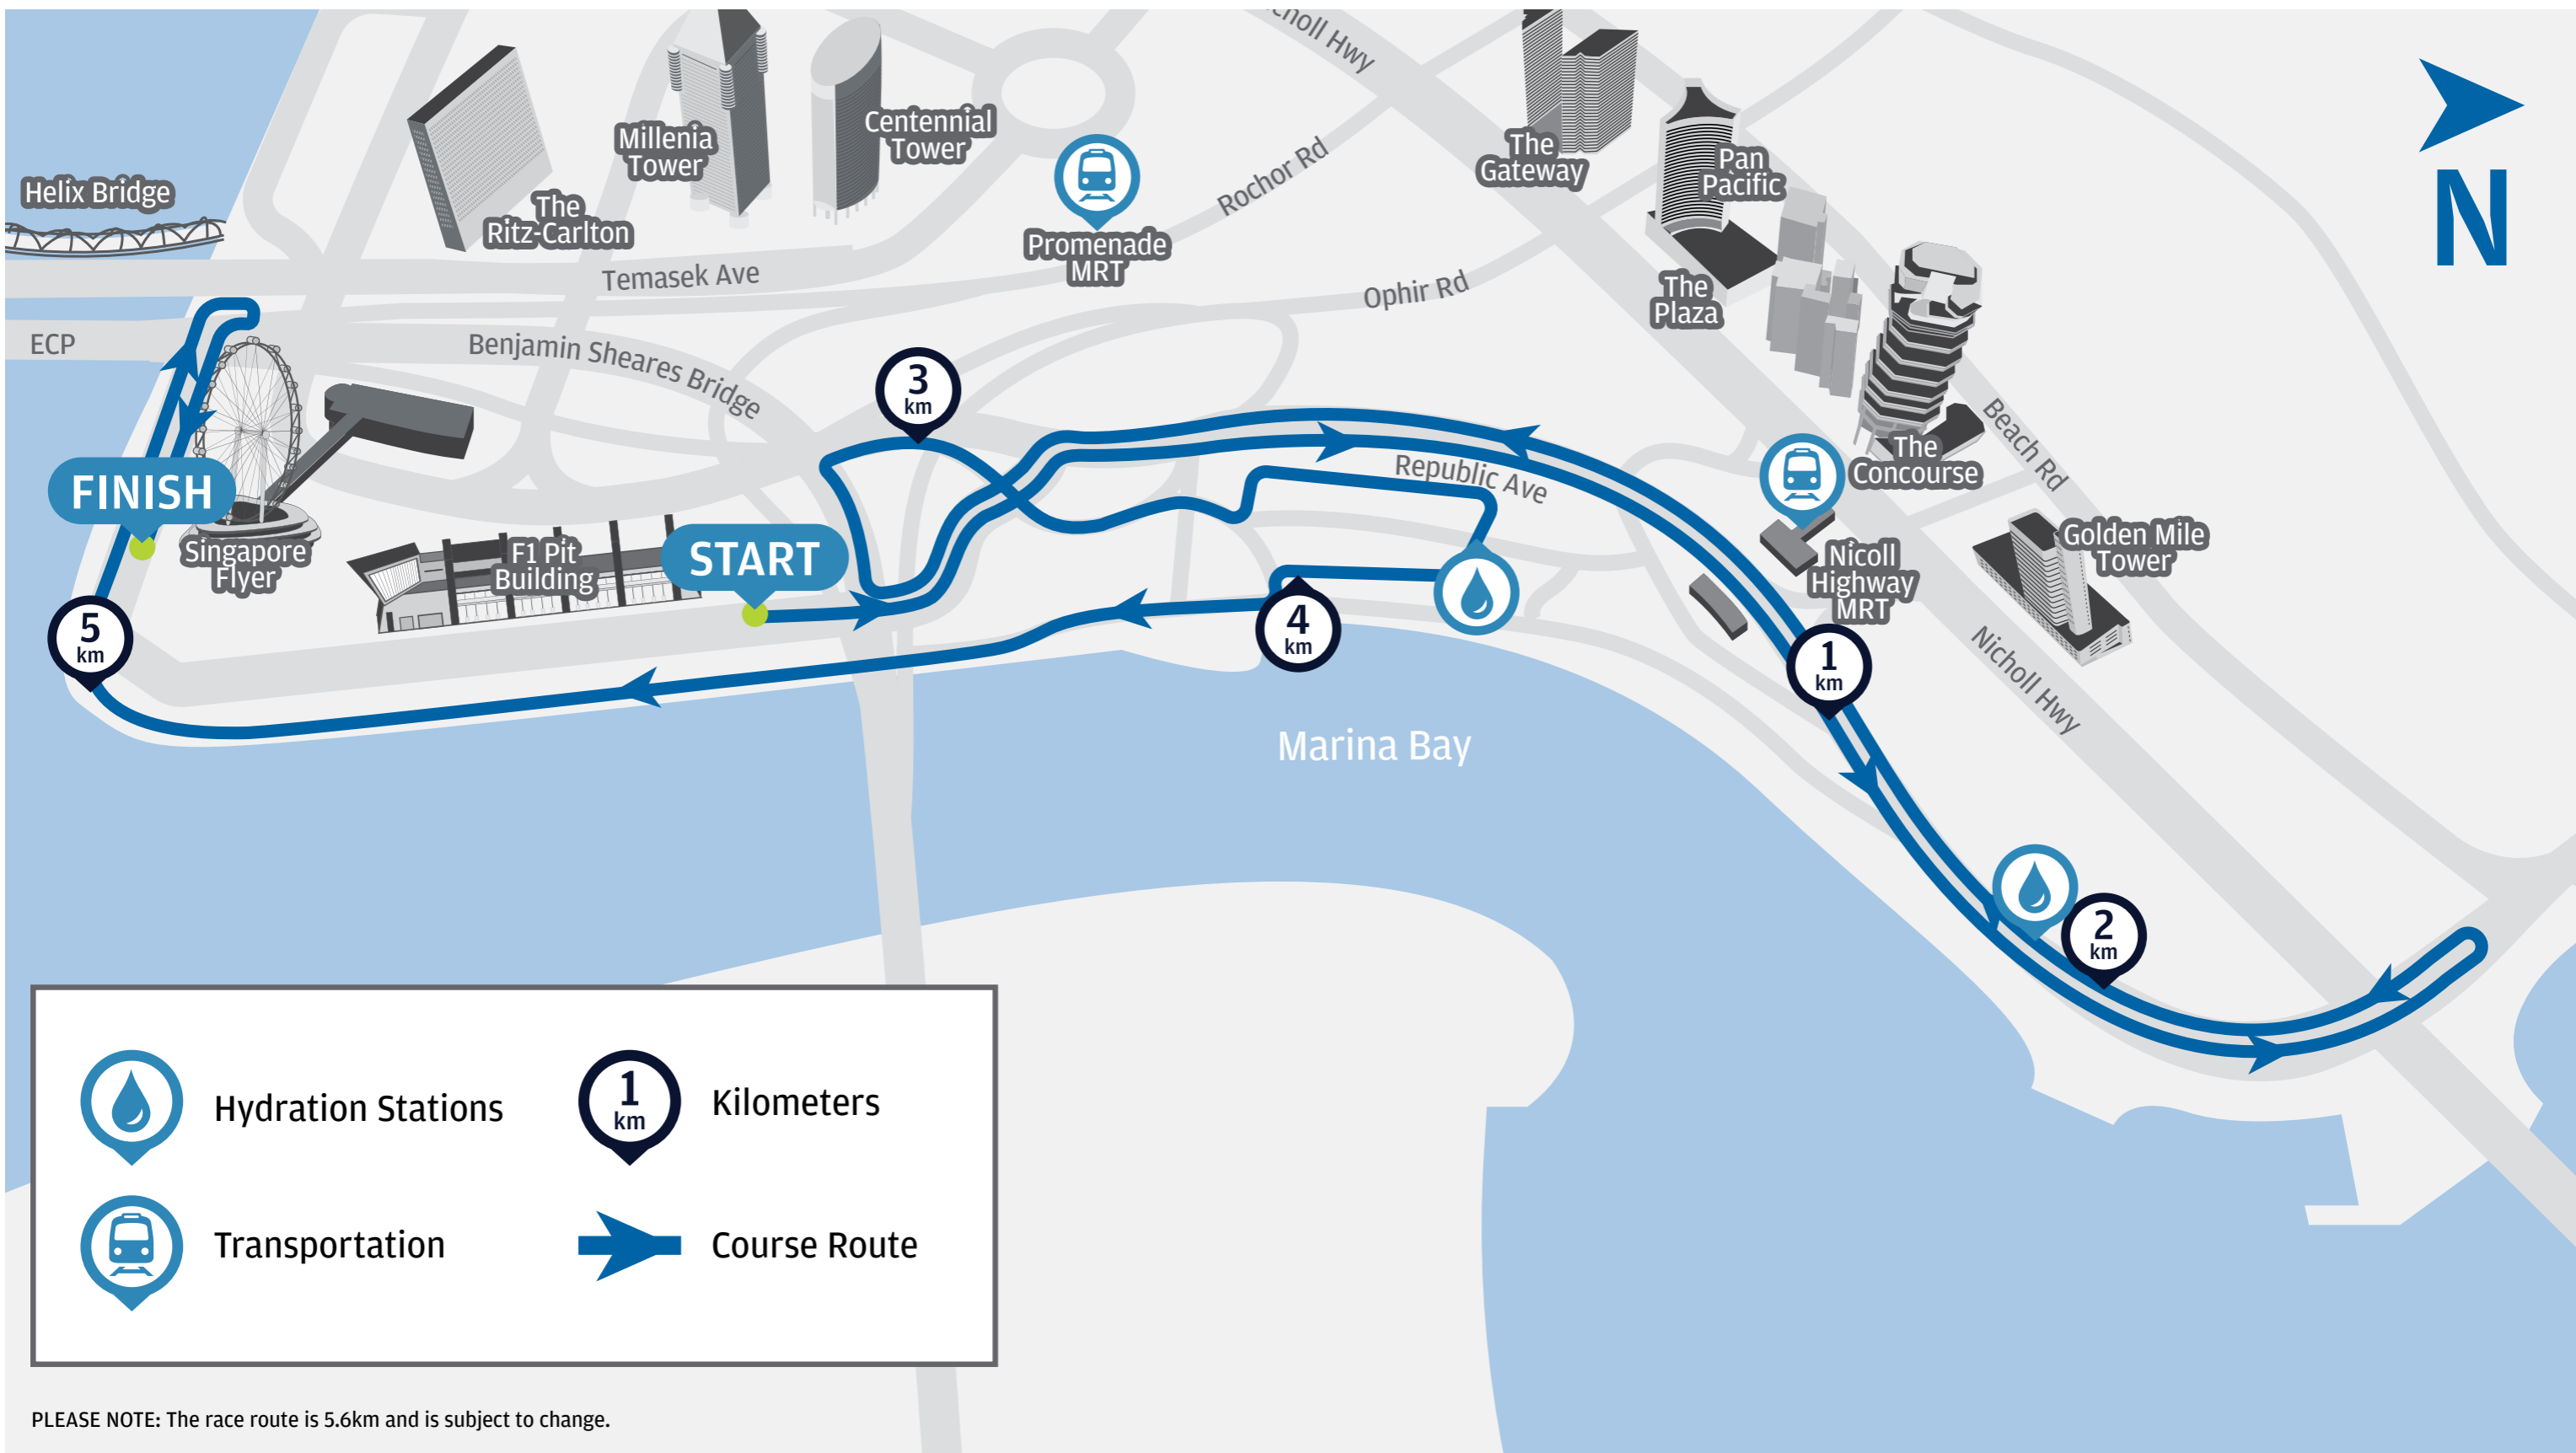 icholl Hwy
Millenia
Tower
Centennial
Tower
Helix Bridge
The
Ritz-Carlton
Promenade
MRT
Rochor Rd
The
Gateway
Pan
Pacific
N
Temasek Ave
Ophir Rd
The
Plaza
ECP
Benjamin Sheares Bridge
3
km
Republic Ave
The
Concourse
Beach Rd
FINISH
Singapore
Flyer
F1 Pit
Building
START
Nicoll
Highway
MRT
Golden Mile
Tower
5
km
4
km
1
km
Nicholl Hwy
Marina Bay
2
km
Hydration Stations
1
km
Kilometers
Transportation
Course Route
PLEASE NOTE: The race route is 5.6km and is subject to change.